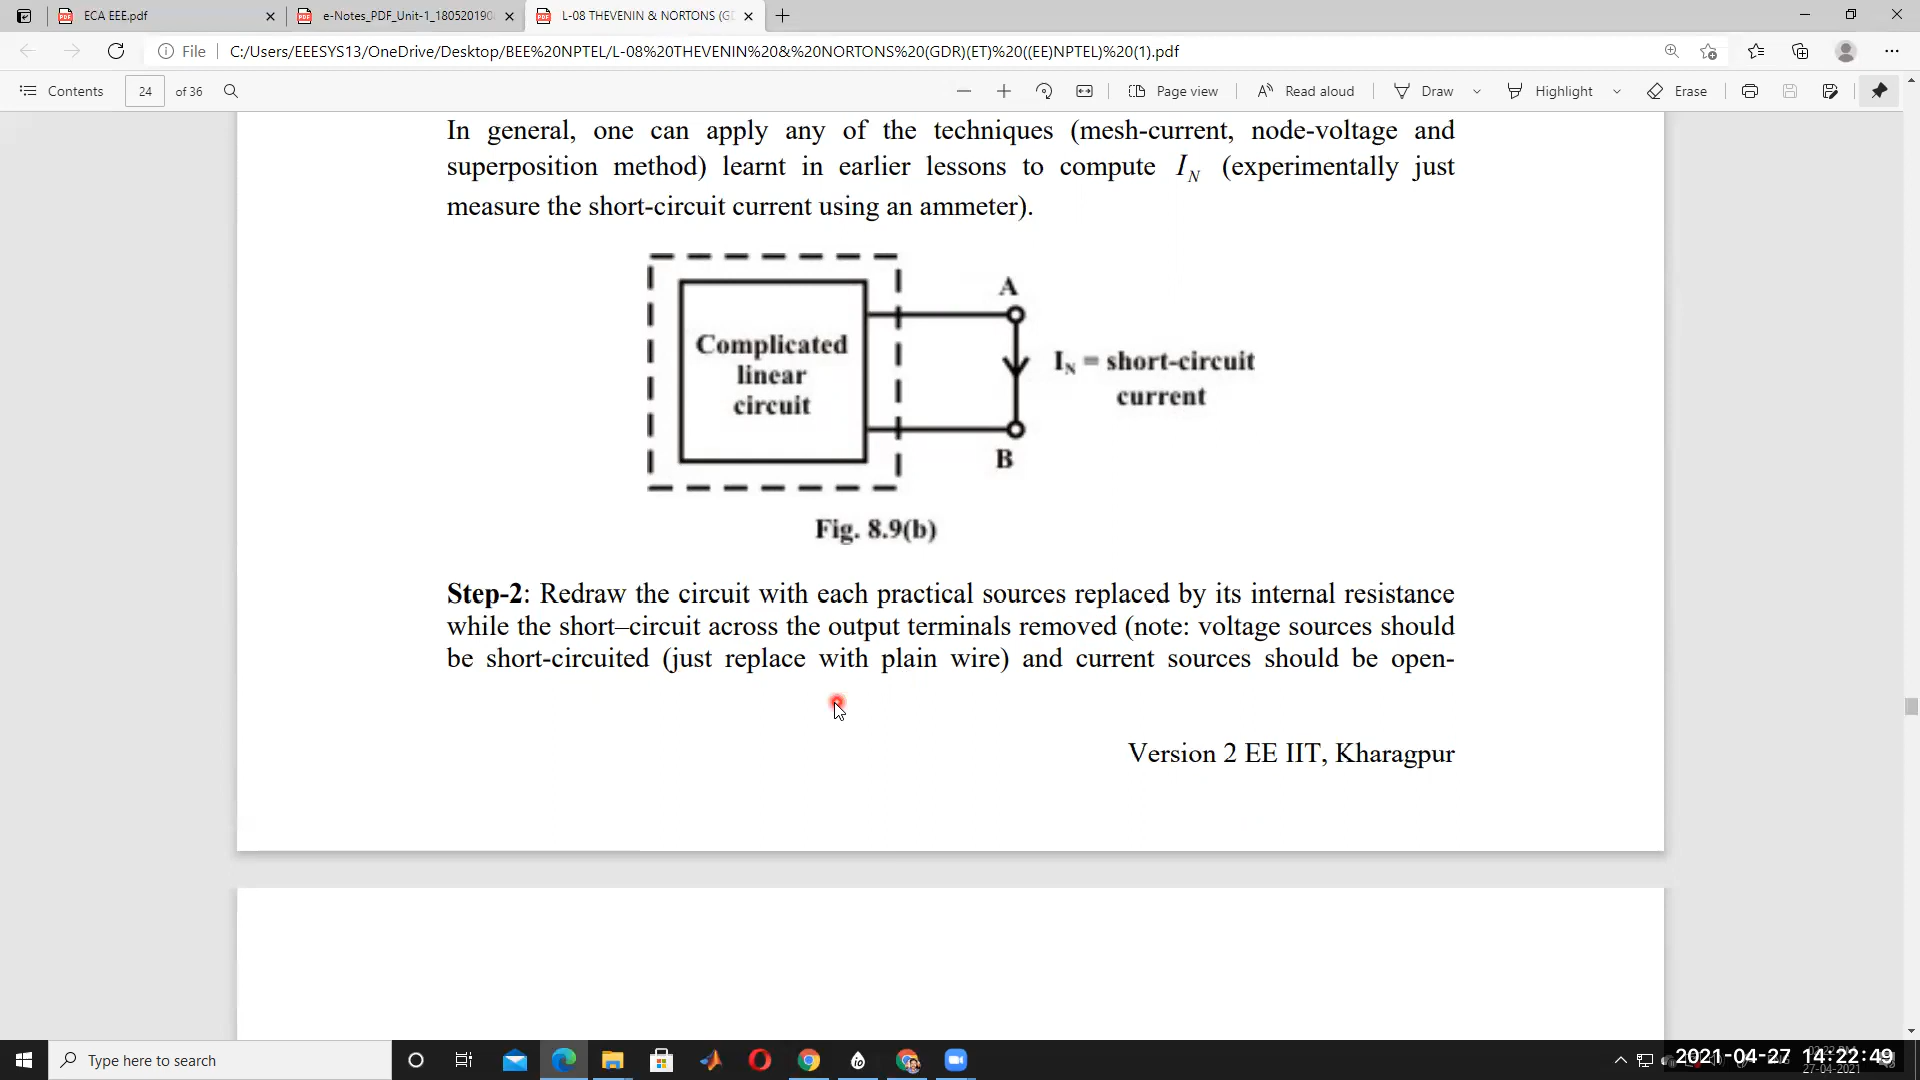 ECA EEE.pdf
e-Notes_PDF_Unit-1_18052019
L-08 THEVENIN & NORTONS (G
File
C:/Users/EEESYS13/OneDrive/Desktop/BEE%20NPTEL/L-08%20THEVENIN%20&%20NORTONS%20(GDR)(ET)%20((EE)NPTEL)%20(1).pdf
Contents
24 of 36
Page view
Read aloud
Draw
Highlight
Erase
In general, one can apply any of the techniques (mesh-current, node-voltage and
superposition method) learnt in earlier lessons to compute I_N (experimentally just
measure the short-circuit current using an ammeter).
A
Complicated
linear
circuit
I_N = short-circuit
current
B
Fig. 8.9(b)
Step-2: Redraw the circuit with each practical sources replaced by its internal resistance
while the short–circuit across the output terminals removed (note: voltage sources should
be short-circuited (just replace with plain wire) and current sources should be open-
Version 2 EE IIT, Kharagpur
Type here to search
2021-04-27 14:22:49
27-04-2021